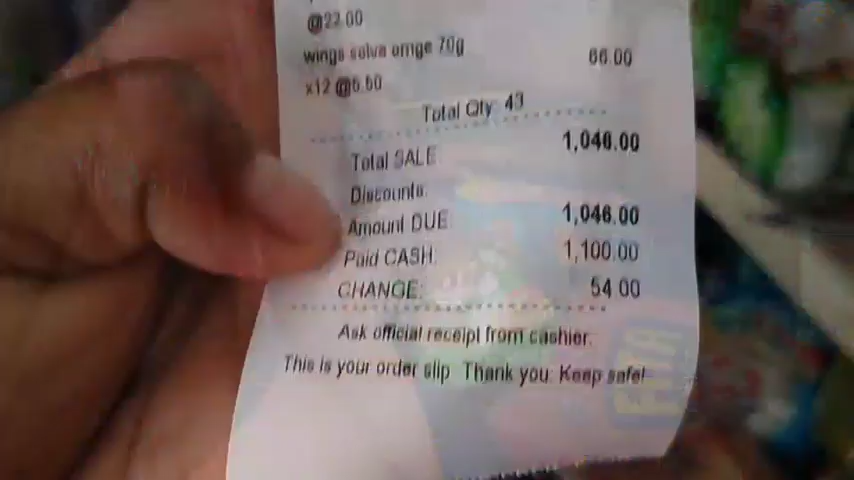 @22.00
wings solve omge 70g 66.00
x12 @5.50
Total Qty: 43
Total SALE 1,046.00
Discounts:
Amount DUE 1,046.00
Paid CASH: 1,100.00
CHANGE: 54.00
Ask official receipt from cashier.
This is your order slip Thank you. Keep safe!